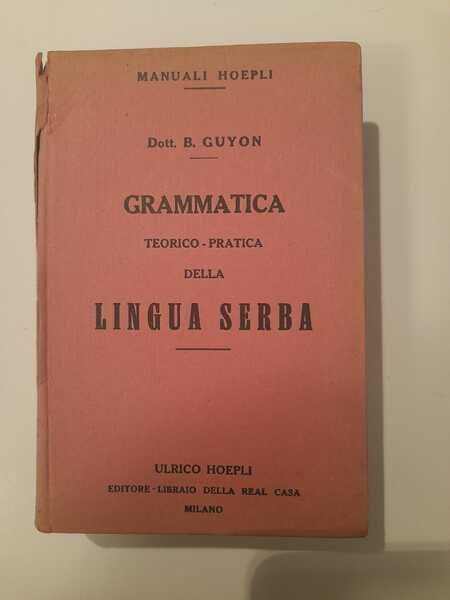 MANUALI HOEPLI
Dott. B. GUYON
GRAMMATICA
TEORICO-PRATICA
DELLA
LINGUA SERBA
ULRICO HOEPLI
EDITORE-LIBRAIO DELLA REAL CASA
MILANO